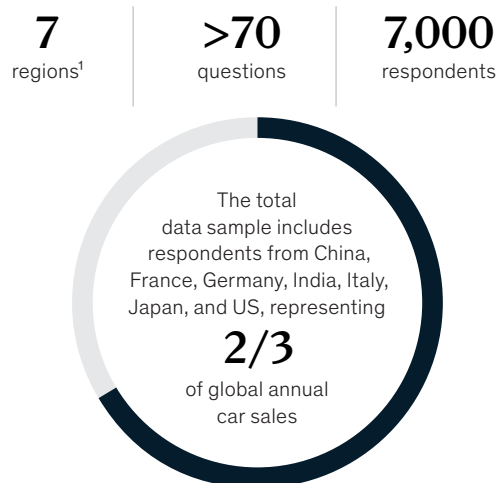 7
regions¹
>70
questions
7,000
respondents
The total
data sample includes
respondents from China,
France, Germany, India, Italy,
Japan, and US, representing
2/3
of global annual
car sales